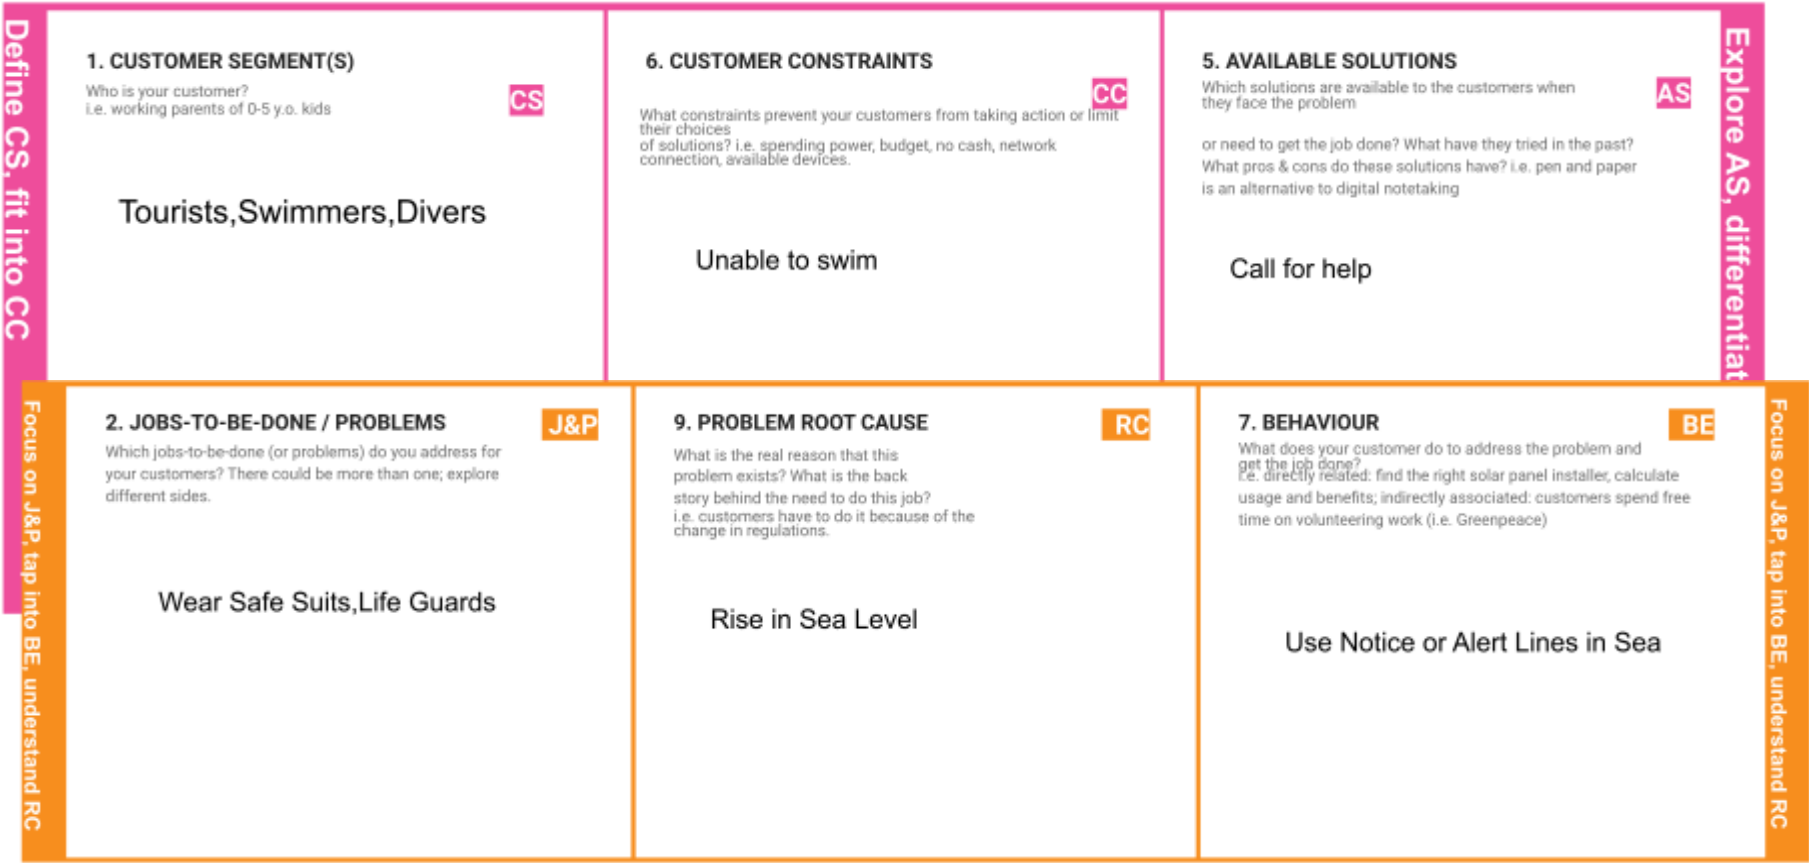 Define CS, fit into CC
1. CUSTOMER SEGMENT(S)
Who is your customer?
i.e. working parents of 0-5 y.o. kids
CS
Tourists,Swimmers,Divers
6. CUSTOMER CONSTRAINTS
CC
What constraints prevent your customers from taking action or limit
their choices
of solutions? i.e. spending power, budget, no cash, network
connection, available devices.
Unable to swim
5. AVAILABLE SOLUTIONS
Which solutions are available to the customers when
they face the problem
AS
or need to get the job done? What have they tried in the past?
What pros & cons do these solutions have? i.e. pen and paper
is an alternative to digital notetaking
Call for help
Explore AS, differentiat
Focus on J&P, tap into BE, understand RC
2. JOBS-TO-BE-DONE / PROBLEMS
J&P
Which jobs-to-be-done (or problems) do you address for
your customers? There could be more than one; explore
different sides.
Wear Safe Suits,Life Guards
9. PROBLEM ROOT CAUSE
RC
What is the real reason that this
problem exists? What is the back
story behind the need to do this job?
i.e. customers have to do it because of the
change in regulations.
Rise in Sea Level
7. BEHAVIOUR
BE
What does your customer do to address the problem and
get the job done?
i.e. directly related: find the right solar panel installer, calculate
usage and benefits; indirectly associated: customers spend free
time on volunteering work (i.e. Greenpeace)
Use Notice or Alert Lines in Sea
Focus on J&P, tap into BE, understand RC